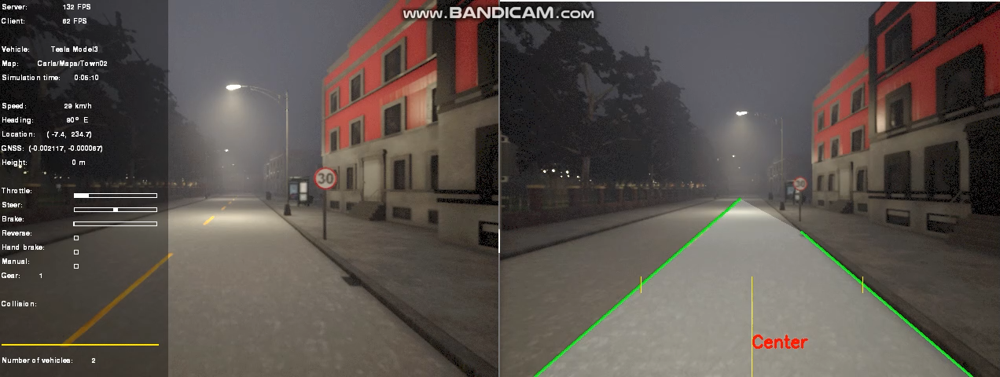 Server: 132 FPS
Client: 62 FPS
Vehicle: Tesla Model3
Map: Carla/Maps/Town02
Simulation time: 0:05:10
Speed: 29 km/h
Heading: 90° E
Location: ( -7.4, 234.7)
GNSS: (-0.002117, -0.000067)
Height: 0 m
Throttle:
Steer:
Brake:
Reverse:
Hand brake:
Manual:
Gear: 1
Collision:
Number of vehicles: 2
www.BANDICAM.com
30
30
Center